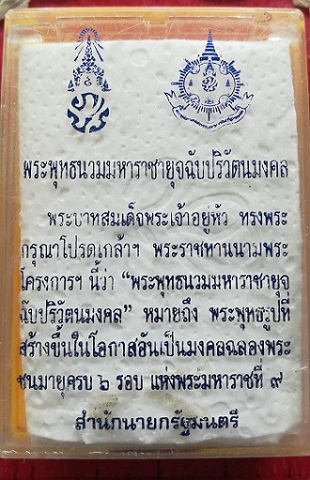 พระพุทธนวมมหาราชายุจฉับปริวัตนมงคล
พระบาทสมเด็จพระเจ้าอยู่หัว ทรงพระ
กรุณาโปรดเกล้าฯ พระราชทานนามพระ
โครงการฯ นี้ว่า “พระพุทธนวมมหาราชายุจ
ฉับปริวัตนมงคล” หมายถึง พระพุทธรูปที่
สร้างขึ้นในโอกาสอันเป็นมงคลฉลองพระ
ชนมายุครบ ๖ รอบ แห่งพระมหาราชที่ ๙
สำนักนายกรัฐมนตรี